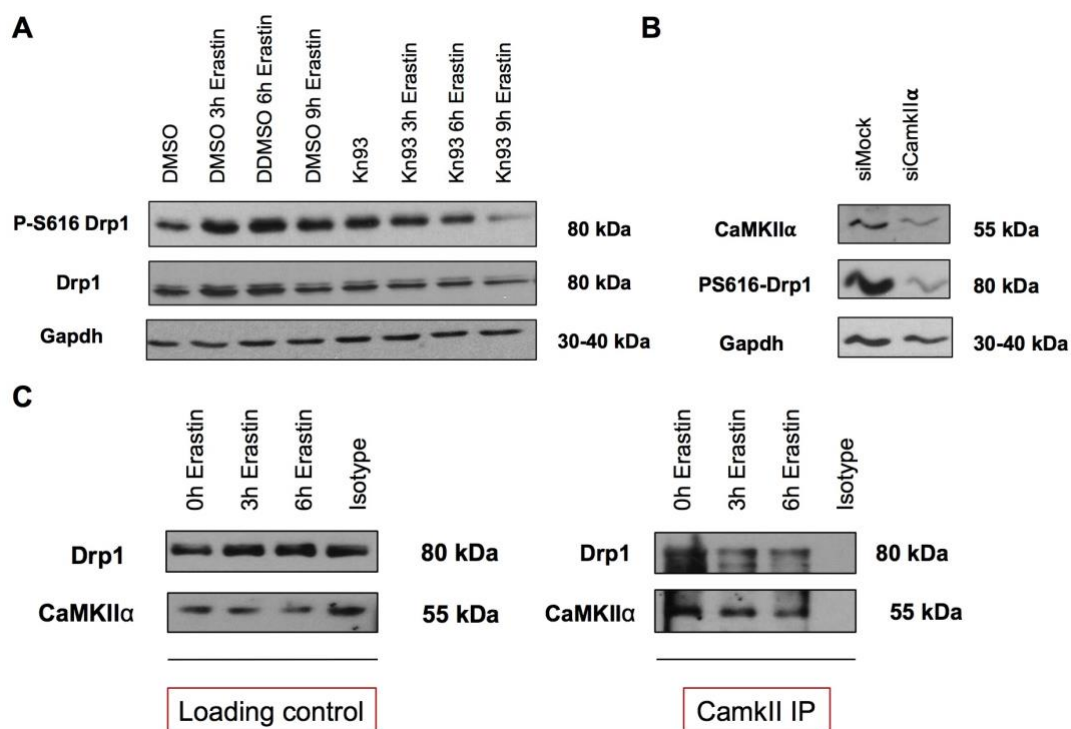 A
DMSO
DMSO 3h Erastin
DDMSO 6h Erastin
DMSO 9h Erastin
Kn93
Kn93 3h Erastin
Kn93 6h Erastin
Kn93 9h Erastin
P-S616 Drp1
80 kDa
Drp1
80 kDa
Gapdh
30-40 kDa
B
siMock
siCamkIIα
CaMKIIα
55 kDa
PS616-Drp1
80 kDa
Gapdh
30-40 kDa
C
0h Erastin
3h Erastin
6h Erastin
Isotype
Drp1
80 kDa
CaMKIIα
55 kDa
Loading control
0h Erastin
3h Erastin
6h Erastin
Isotype
Drp1
80 kDa
CaMKIIα
55 kDa
CamkII IP